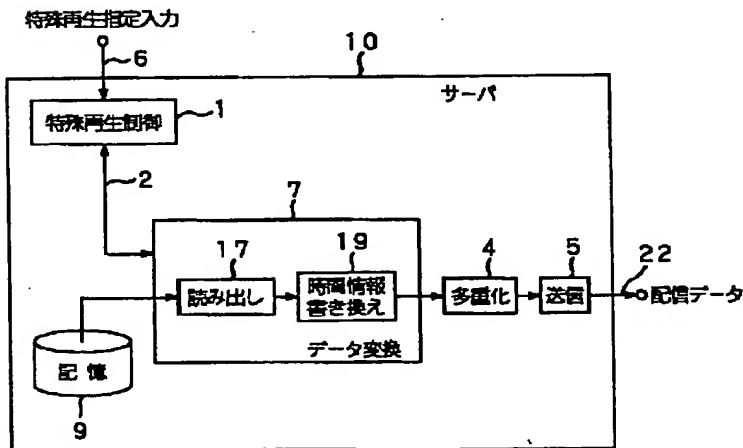 特殊再生指定入力
6
10
サーバ
特殊再生制御
1
2
7
17
19
4
5
22
読み出し
時間情報
書き換え
多重化
送信
配信データ
データ変換
記憶
9